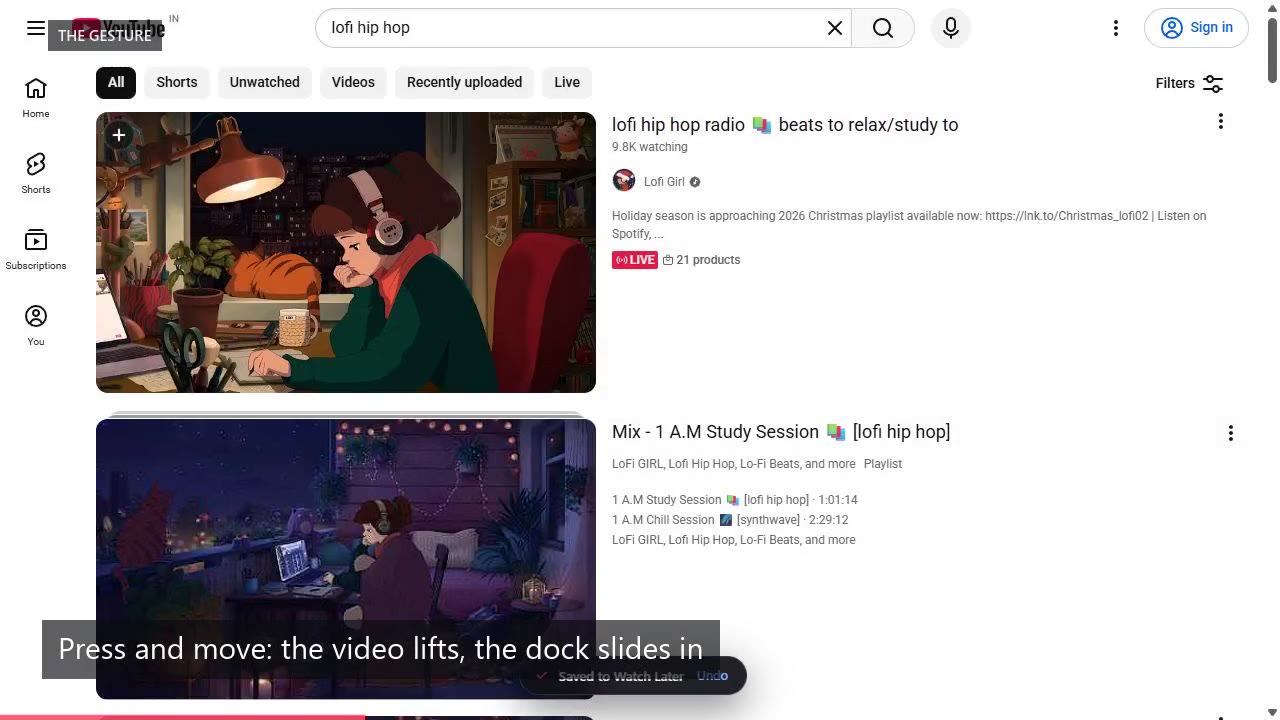 IN
YouTube
THE GESTURE
lofi hip hop
Sign in
All
Shorts
Unwatched
Videos
Recently uploaded
Live
Filters
Home
Shorts
Subscriptions
You
lofi hip hop radio 📚 beats to relax/study to
9.8K watching
Lofi Girl
Holiday season is approaching 2026 Christmas playlist available now: https://lnk.to/Christmas_lofi02 | Listen on
Spotify, ...
LIVE 21 products
Mix - 1 A.M Study Session 📚 [lofi hip hop]
LoFi GIRL, Lofi Hip Hop, Lo-Fi Beats, and more Playlist
1 A.M Study Session 📚 [lofi hip hop] · 1:01:14
1 A.M Chill Session 🌌 [synthwave] · 2:29:12
LoFi GIRL, Lofi Hip Hop, Lo-Fi Beats, and more
Press and move: the video lifts, the dock slides in
Saved to Watch Later Undo